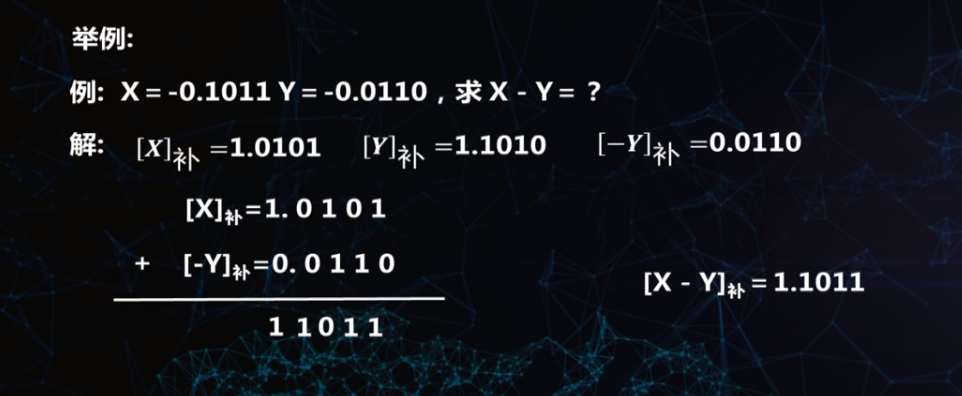 举例:
例: X = -0.1011 Y = -0.0110，求 X - Y = ？
解: [X]补 =1.0101 [Y]补 =1.1010 [−Y]补 =0.0110
[X]补=1. 0 1 0 1
+ [-Y]补=0. 0 1 1 0
[X - Y]补 = 1.1011
1 1 0 1 1